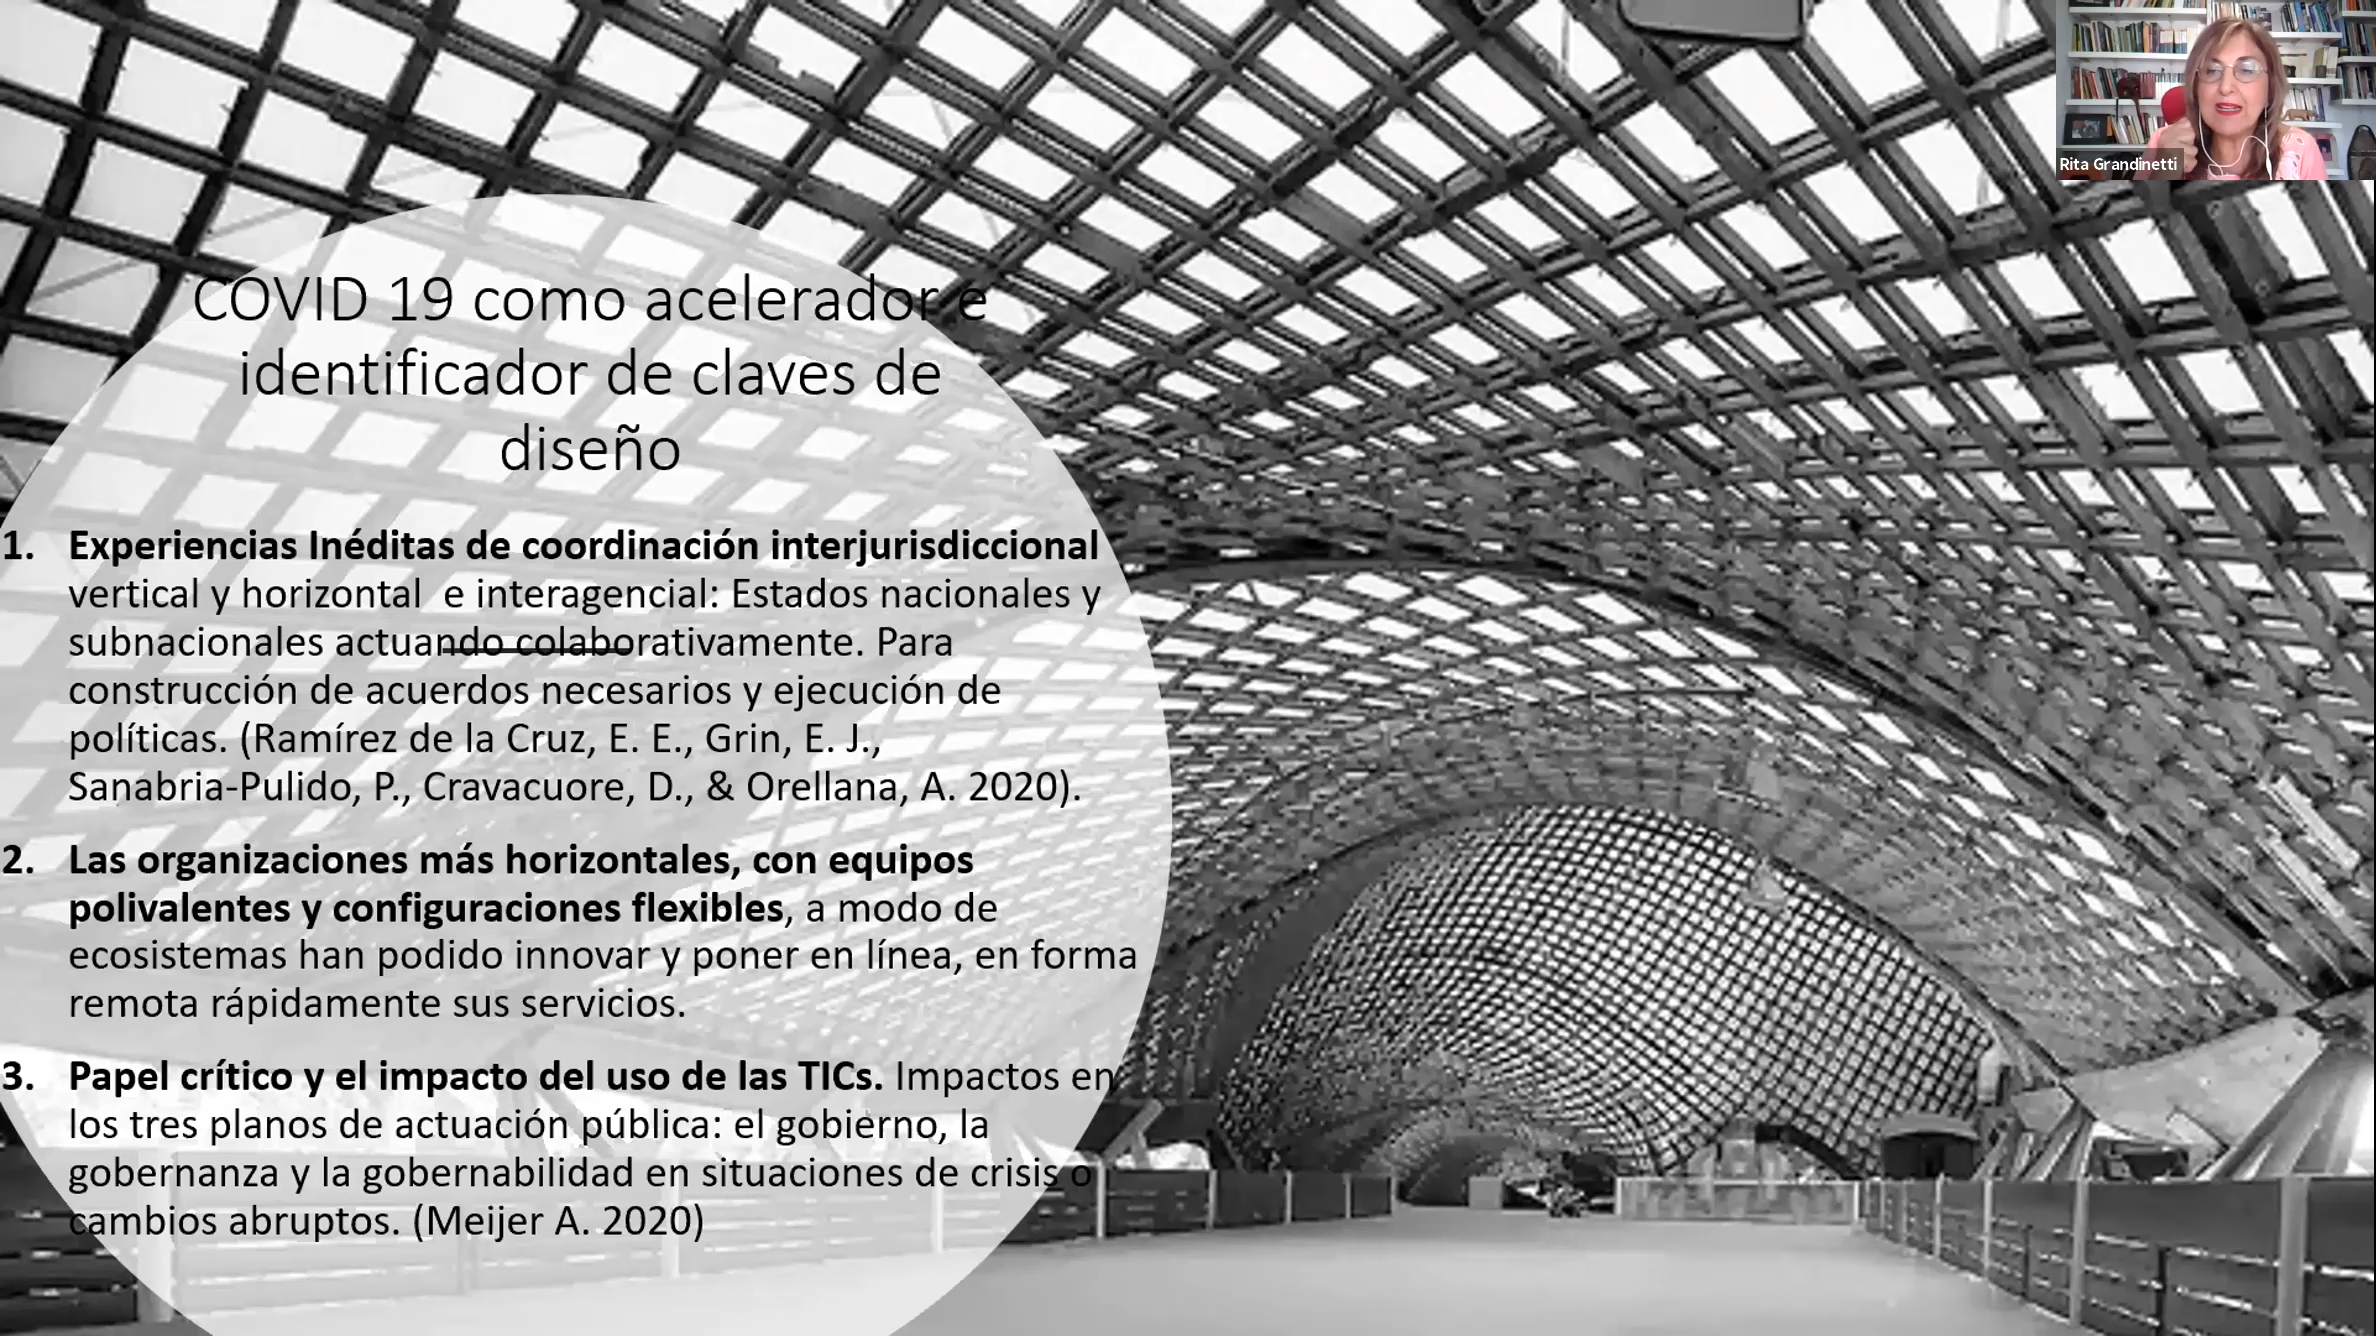 Rita Grandinetti
COVID 19 como acelerador e
identificador de claves de
diseño
1. Experiencias Inéditas de coordinación interjurisdiccional
vertical y horizontal e interagencial: Estados nacionales y
subnacionales actuando colaborativamente. Para
construcción de acuerdos necesarios y ejecución de
políticas. (Ramírez de la Cruz, E. E., Grin, E. J.,
Sanabria-Pulido, P., Cravacuore, D., & Orellana, A. 2020).
2. Las organizaciones más horizontales, con equipos
polivalentes y configuraciones flexibles, a modo de
ecosistemas han podido innovar y poner en línea, en forma
remota rápidamente sus servicios.
3. Papel crítico y el impacto del uso de las TICs. Impactos en
los tres planos de actuación pública: el gobierno, la
gobernanza y la gobernabilidad en situaciones de crisis o
cambios abruptos. (Meijer A. 2020)